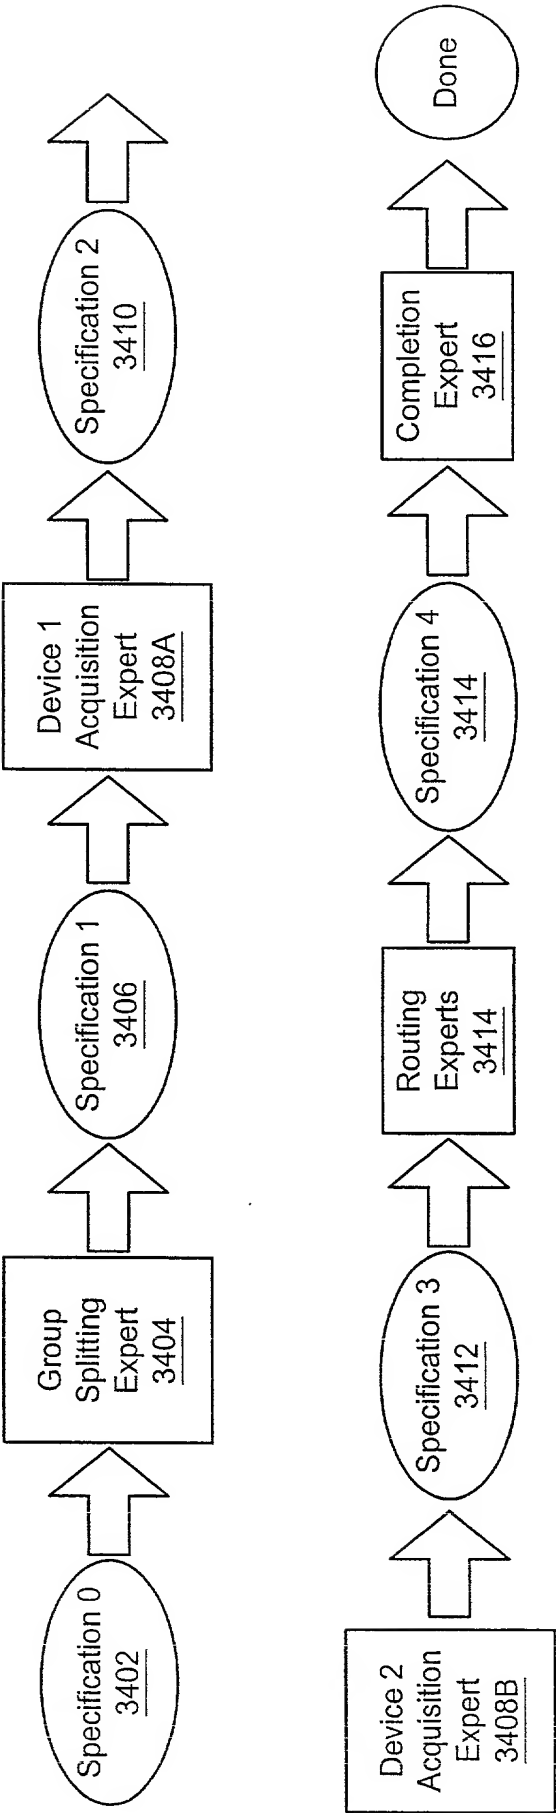 Specification 0
3402
Group
Splitting
Expert
3404
Specification 1
3406
Device 1
Acquisition
Expert
3408A
Specification 2
3410
Device 2
Acquisition
Expert
3408B
Specification 3
3412
Routing
Experts
3414
Specification 4
3414
Completion
Expert
3416
Done